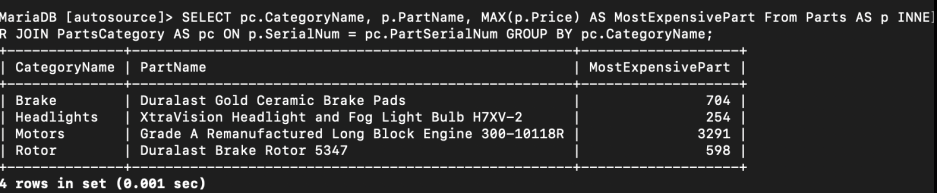 MariaDB [autosource]> SELECT pc.CategoryName, p.PartName, MAX(p.Price) AS MostExpensivePart From Parts AS p INNE
R JOIN PartsCategory AS pc ON p.SerialNum = pc.PartSerialNum GROUP BY pc.CategoryName;
+--------------+----------------------------------------------------+-------------------+
| CategoryName | PartName                                           | MostExpensivePart |
+--------------+----------------------------------------------------+-------------------+
| Brake        | Duralast Gold Ceramic Brake Pads                   |               704 |
| Headlights   | XtraVision Headlight and Fog Light Bulb H7XV-2     |               254 |
| Motors       | Grade A Remanufactured Long Block Engine 300-10118R |              3291 |
| Rotor        | Duralast Brake Rotor 5347                          |               598 |
+--------------+----------------------------------------------------+-------------------+
4 rows in set (0.001 sec)